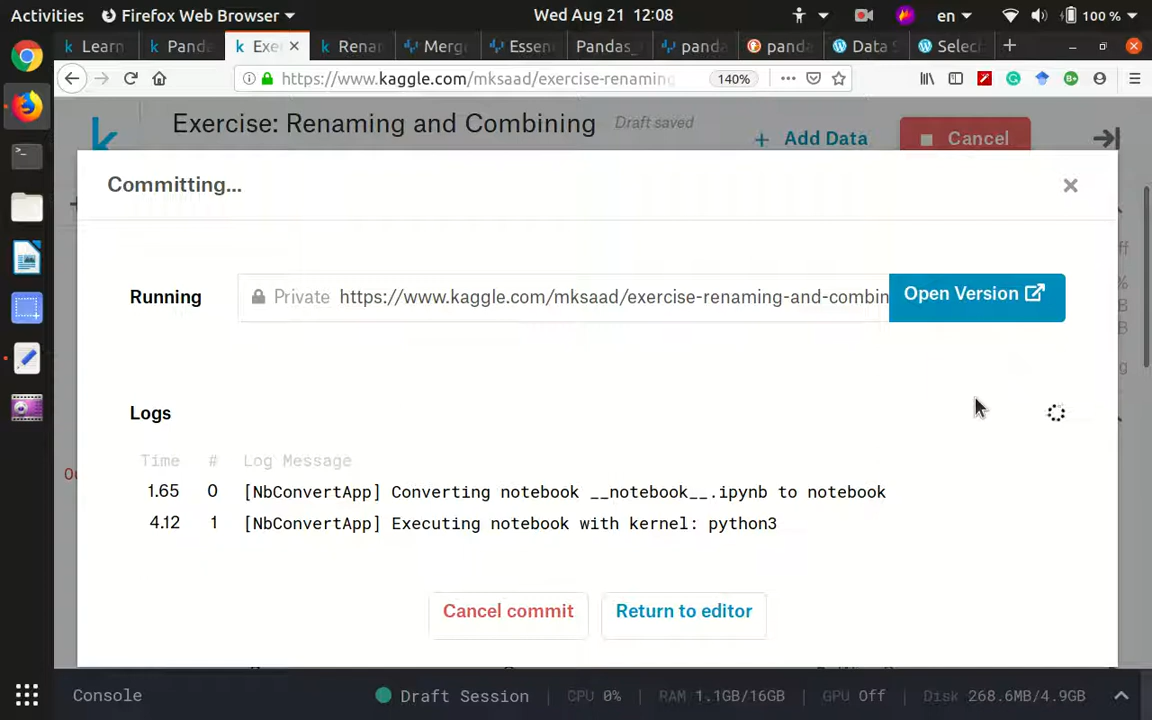 Activities Firefox Web Browser Wed Aug 21 12:08 en 100 %
Learn Panda Exe Renar Merg Essen Pandas_ panda panda Data S Selec
https://www.kaggle.com/mksaad/exercise-renaming 140%
k Exercise: Renaming and Combining Draft saved + Add Data Cancel
Committing...
Running Private https://www.kaggle.com/mksaad/exercise-renaming-and-combin Open Version
Logs
Time # Log Message
1.65 0 [NbConvertApp] Converting notebook __notebook__.ipynb to notebook
4.12 1 [NbConvertApp] Executing notebook with kernel: python3
Cancel commit Return to editor
Console Draft Session CPU 0% RAM 1.1GB/16GB GPU Off Disk 268.6MB/4.9GB